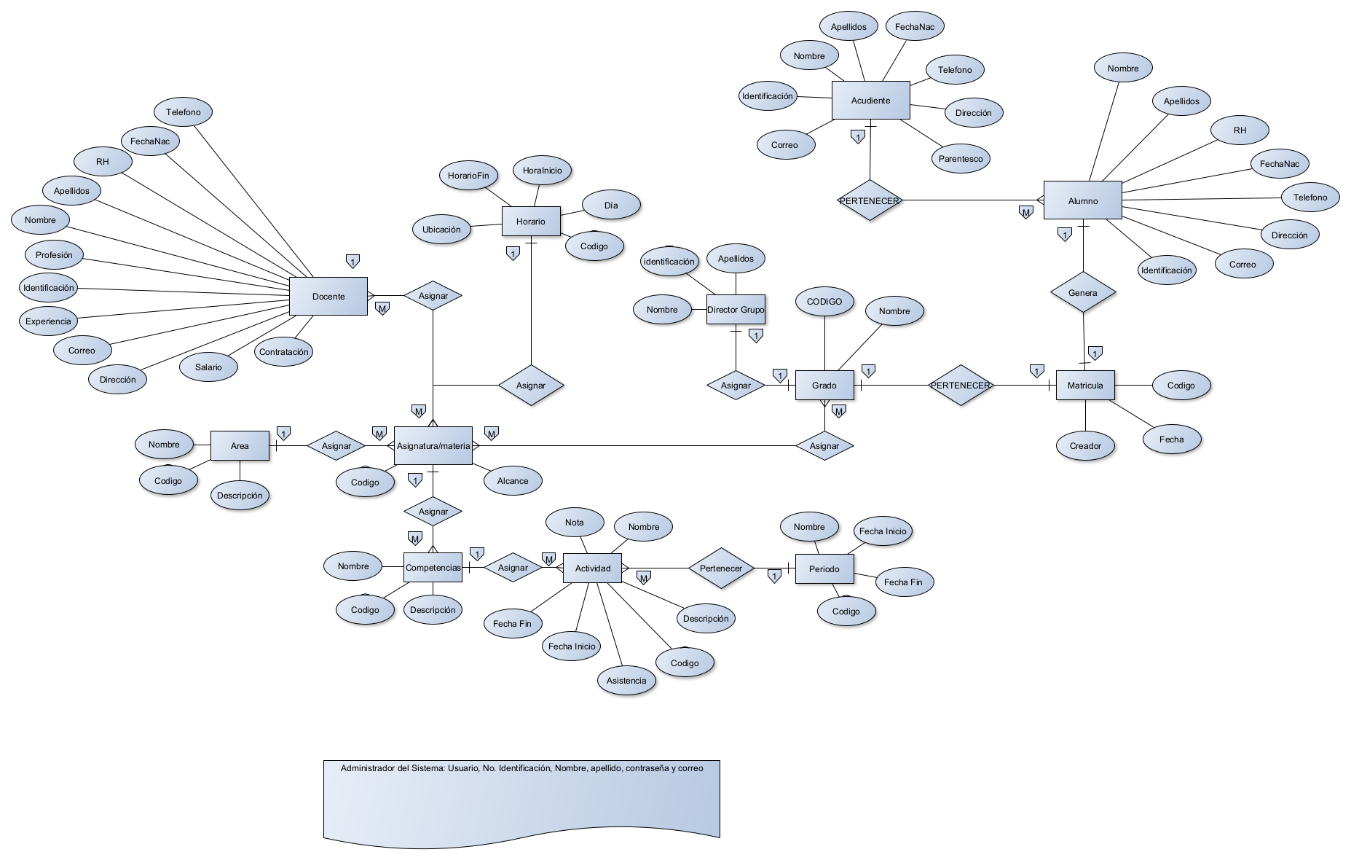 Apellidos
FechaNac
Nombre
Telefono
Identificación
Acudiente
Dirección
Correo
1
Parentesco
PERTENECER
M
Nombre
Apellidos
RH
FechaNac
Telefono
Alumno
Dirección
1
Correo
Identificación
Genera
1
Telefono
FechaNac
RH
Apellidos
Nombre
Profesión
Identificación
Experiencia
Correo
Dirección
Salario
Contratación
Docente
1
M
Asignar
HorarioFin
HoraInicio
Día
Horario
Ubicación
Codigo
1
Asignar
identificación
Apellidos
Nombre
Director Grupo
1
Asignar
1
CODIGO
Nombre
Grado
1
M
PERTENECER
1
Matricula
Codigo
Fecha
Creador
Nombre
Area
1
Codigo
Descripción
Asignar
M
M
Asignatura/materia
M
Asignar
Codigo
1
Alcance
Asignar
M
Nombre
Competencias
1
Codigo
Descripción
Asignar
M
Nota
Nombre
Actividad
M
Fecha Fin
Fecha Inicio
Asistencia
Codigo
Descripción
Pertenecer
1
Nombre
Fecha Inicio
Periodo
Fecha Fin
Codigo
Administrador del Sistema: Usuario, No. Identificación, Nombre, apellido, contraseña y correo